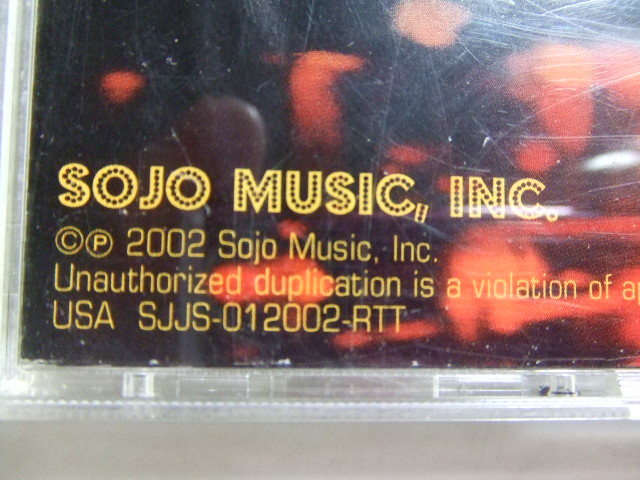 SOJO MUSIC, INC.
©℗ 2002 Sojo Music, Inc.
Unauthorized duplication is a violation of
USA SJJS-012002-RTT